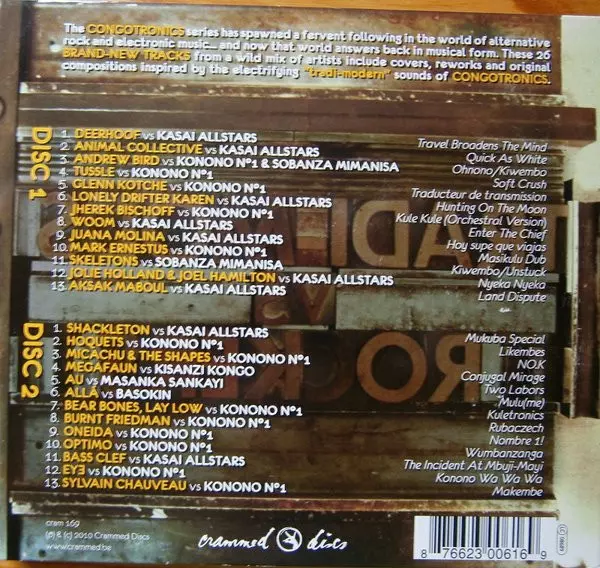 The CONGOTRONICS series has spawned a fervent following in the world of alternative
rock and electronic music... and now that world answers back in musical form. These 26
BRAND-NEW TRACKS from a wild mix of artists include covers, reworks and original
compositions inspired by the electrifying "tradi-modern" sounds of CONGOTRONICS.
DISC 1
1. DEERHOOF vs KASAI ALLSTARS Travel Broadens The Mind
2. ANIMAL COLLECTIVE vs KASAI ALLSTARS Quick As White
3. ANDREW BIRD vs KONONO Nº1 & SOBANZA MIMANISA Ohnono/Kiwembo
4. TUSSLE vs KONONO Nº1 Soft Crush
5. GLENN KOTCHE vs KONONO Nº1 Traducteur de transmission
6. LONELY DRIFTER KAREN vs KASAI ALLSTARS Hunting On The Moon
7. JHEREK BISCHOFF vs KONONO Nº1 Kule Kule (Orchestral Version)
8. WOOM vs KASAI ALLSTARS Enter The Chief
9. JUANA MOLINA vs KASAI ALLSTARS Hoy supe que viajas
10. MARK ERNESTUS vs KONONO Nº1 Masikulu Dub
11. SKELETONS vs SOBANZA MIMANISA Kiwembo/Unstuck
12. JOLIE HOLLAND & JOEL HAMILTON vs KASAI ALLSTARS Nyeka Nyeka
13. AKSAK MABOUL vs KASAI ALLSTARS Land Dispute
DISC 2
1. SHACKLETON vs KASAI ALLSTARS Mukuba Special
2. HOQUETS vs KONONO Nº1 Likembes
3. MICACHU & THE SHAPES vs KONONO Nº1 NO.K
4. MEGAFAUN vs KISANZI KONGO Conjugal Mirage
5. AU vs MASANKA SANKAYI Two Labors
6. ALLÁ vs BASOKIN 'Mulu(me)
7. BEAR BONES, LAY LOW vs KONONO Nº1 Kuletronics
8. BURNT FRIEDMAN vs KONONO Nº1 Rubaczech
9. ONEIDA vs KONONO Nº1 Nombre 1!
10. OPTIMO vs KONONO Nº1 Wumbanzanga
11. BASS CLEF vs KASAI ALLSTARS The Incident At Mbuji-Mayi
12. EYƎ vs KONONO Nº1 Konono Wa Wa Wa
13. SYLVAIN CHAUVEAU vs KONONO Nº1 Makembe
cram 169
(p) & (c) 2010 Crammed Discs
www.crammed.be
crammed discs
8 76623 00616 9